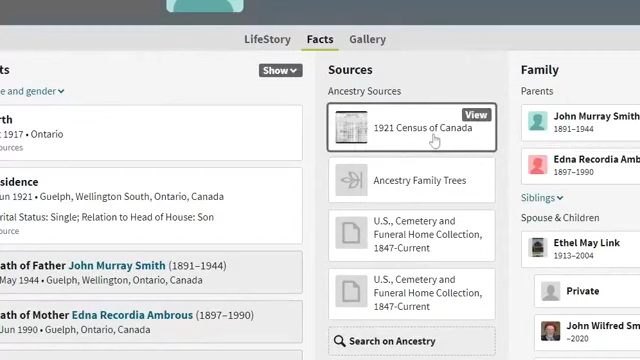 LifeStory Facts Gallery
ts Show
e and gender
rth
t 1917 • Ontario
ources
sidence
un 1921 • Guelph, Wellington South, Ontario, Canada
rital Status: Single; Relation to Head of House: Son
ource
eath of Father John Murray Smith (1891–1944)
May 1944 • Guelph, Wellington, Ontario, Canada
eath of Mother Edna Recordia Ambrous (1897–1990)
Jun 1990 • Guelph, Ontario, Canada
Sources
Ancestry Sources
View
1921 Census of Canada
Ancestry Family Trees
U.S., Cemetery and
Funeral Home Collection,
1847-Current
U.S., Cemetery and
Funeral Home Collection,
1847-Current
Search on Ancestry
Family
Parents
John Murray Smith
1891–1944
Edna Recordia Amb
1897–1990
Siblings
Spouse & Children
Ethel May Link
1913–2004
Private
John Wilfred Sm
–2020